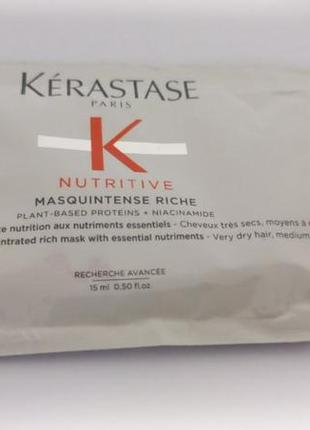 KÉRASTASE
PARIS
K
NUTRITIVE
MASQUINTENSE RICHE
PLANT-BASED PROTEINS + NIACINAMIDE
nutrition aux nutriments essentiels - Cheveux très secs, moyens à
rich mask with essential nutriments - Very dry hair, medium
RECHERCHE AVANCÉE
15 ml 0.50 fl.oz